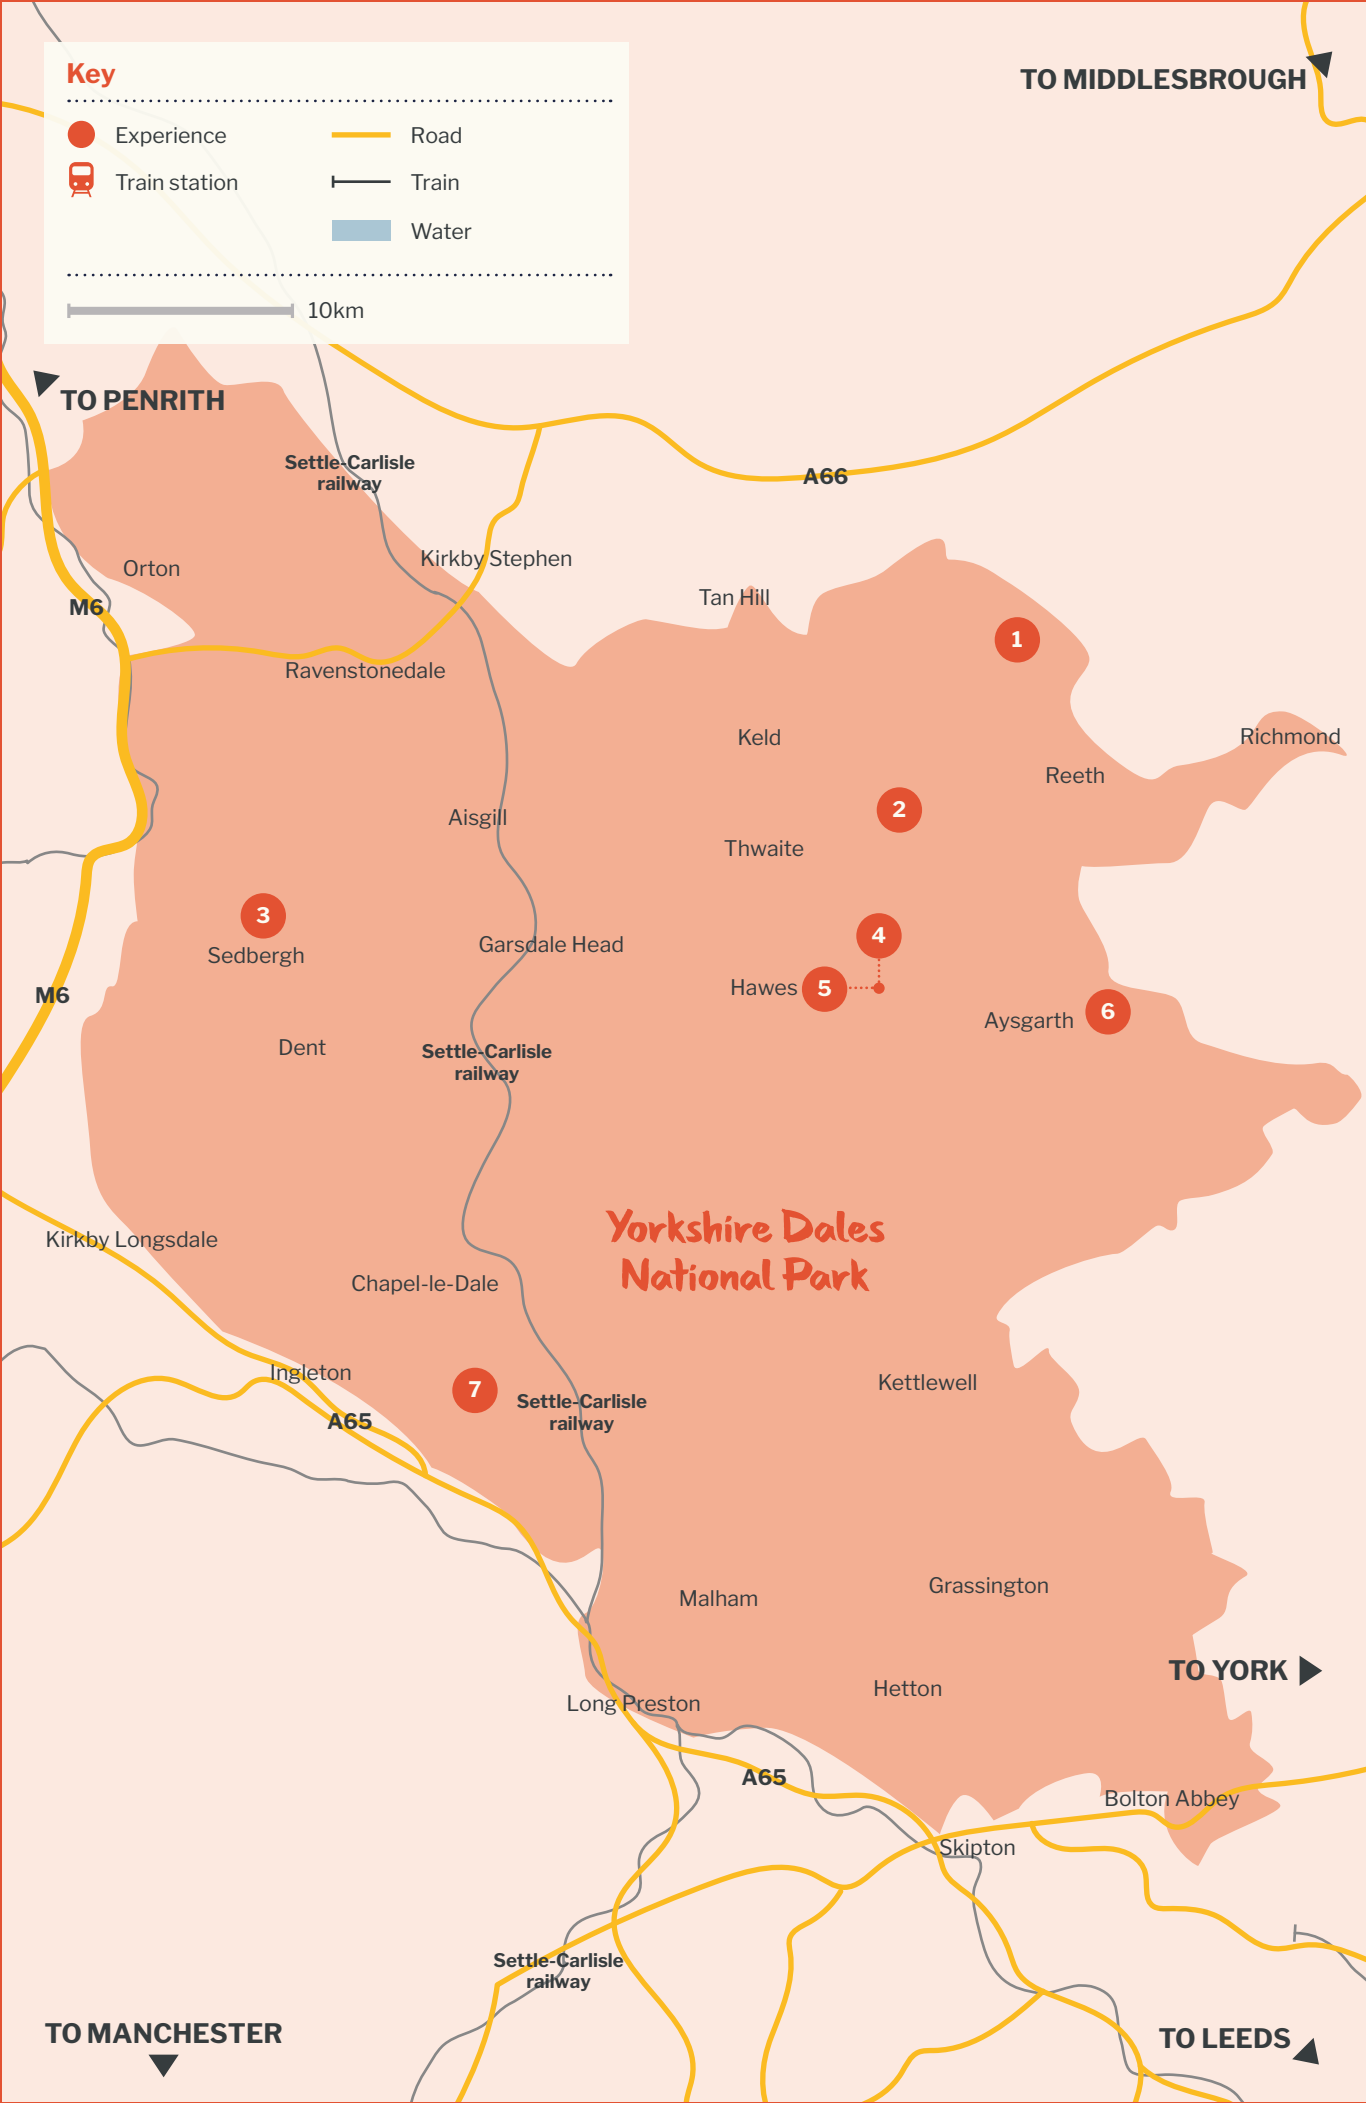 Key
Experience
Road
Train station
Train
Water
10km
TO MIDDLESBROUGH
TO PENRITH
Settle-Carlisle
railway
A66
Kirkby Stephen
Orton
Tan Hill
M6
1
Ravenstonedale
Keld
Richmond
Reeth
2
Aisgill
Thwaite
3
4
Garsdale Head
Sedbergh
Hawes
5
M6
6
Aysgarth
Dent
Settle-Carlisle
railway
Yorkshire Dales
National Park
Kirkby Longsdale
Chapel-le-Dale
Ingleton
Kettlewell
7
Settle-Carlisle
railway
A65
Grassington
Malham
TO YORK
Hetton
Long Preston
A65
Bolton Abbey
Skipton
Settle-Carlisle
railway
TO MANCHESTER
TO LEEDS